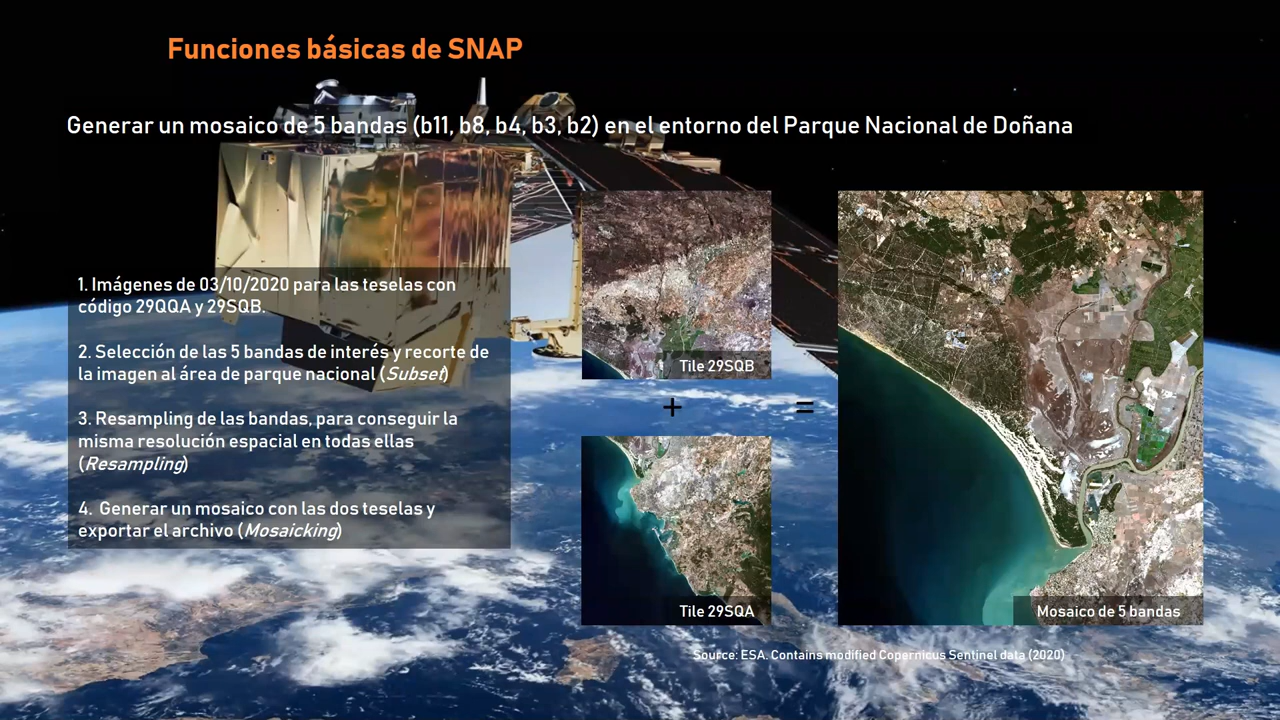 Funciones básicas de SNAP
Generar un mosaico de 5 bandas (b11, b8, b4, b3, b2) en el entorno del Parque Nacional de Doñana
1. Imágenes de 03/10/2020 para las teselas con
código 29QQA y 29SQB.
2. Selección de las 5 bandas de interés y recorte de
la imagen al área de parque nacional (Subset)
3. Resampling de las bandas, para conseguir la
misma resolución espacial en todas ellas
(Resampling)
4. Generar un mosaico con las dos teselas y
exportar el archivo (Mosaicking)
Tile 29SQB
+
=
Tile 29SQA
Mosaico de 5 bandas
Source: ESA. Contains modified Copernicus Sentinel data (2020)